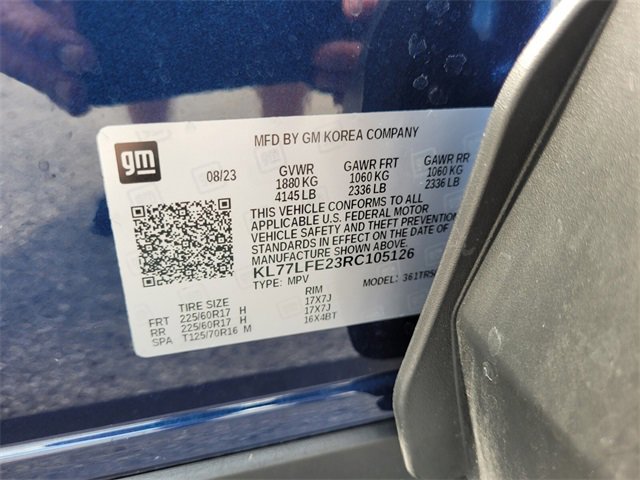 MFD BY GM KOREA COMPANY
gm
08/23
GVWR GAWR FRT GAWR RR
1880 KG 1060 KG 1060 KG
4145 LB 2336 LB 2336 LB
THIS VEHICLE CONFORMS TO ALL
APPLICABLE U.S. FEDERAL MOTOR
VEHICLE SAFETY AND THEFT PREVENTION
STANDARDS IN EFFECT ON THE DATE OF
MANUFACTURE SHOWN ABOVE.
KL77LFE23RC105126
TYPE: MPV MODEL:
TIRE SIZE RIM
FRT 225/60R17 H 17X7J
RR 225/60R17 H 17X7J
SPA T125/70R16 M 16X4BT